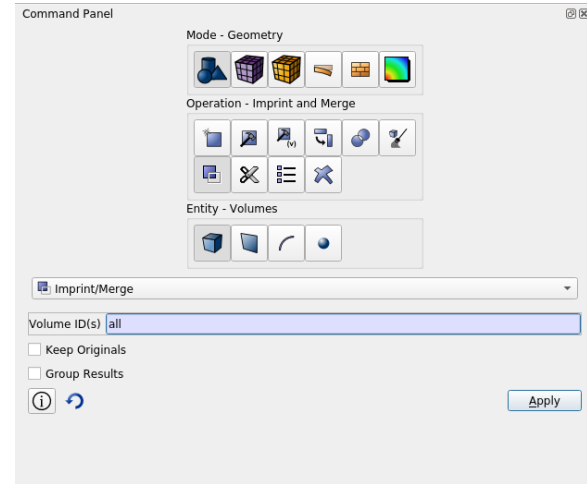 Command Panel
Mode - Geometry
Operation - Imprint and Merge
(v)
Entity - Volumes
Imprint/Merge
Volume ID(s) all
Keep Originals
Group Results
Apply